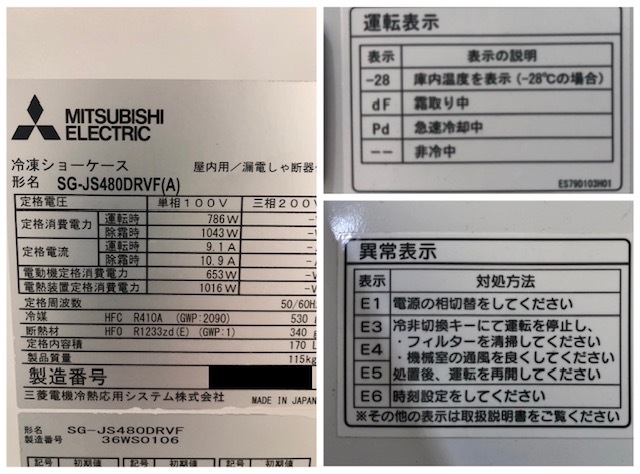 MITSUBISHI
ELECTRIC
冷凍ショーケース 屋内用/漏電しゃ断器
形名 SG-JS480DRVF(A)
定格電圧 単相100V 三相200V
定格消費電力 運転時 786W
除霜時 1043W
定格電流 運転時 9.1A
除霜時 10.9A
電動機定格消費電力 653W
電熱装置定格消費電力 1016W
定格周波数 50/60H
冷媒 HFC R410A (GWP:2090) 530
断熱材 HFO R1233zd(E) (GWP:1) 340
定格内容積 170 L
製品質量 115kg
製造番号
三菱電機冷熱応用システム株式会社 MADE IN JAPAN
形名 SG-JS480DRVF
製造番号 36WS0106
記号 初期値 記号 初期値 記号 初期値
運転表示
表示 表示の説明
-28 庫内温度を表示(-28℃の場合)
dF 霜取り中
Pd 急速冷却中
-- 非冷中
ES790103H01
異常表示
表示 対処方法
E1 電源の相切替をしてください
E3 冷非切換キーにて運転を停止し、
・フィルターを清掃してください
E4 ・機械室の通風を良くしてください
E5 処置後、運転を再開してください
E6 時刻設定をしてください
※その他の表示は取扱説明書をご覧ください